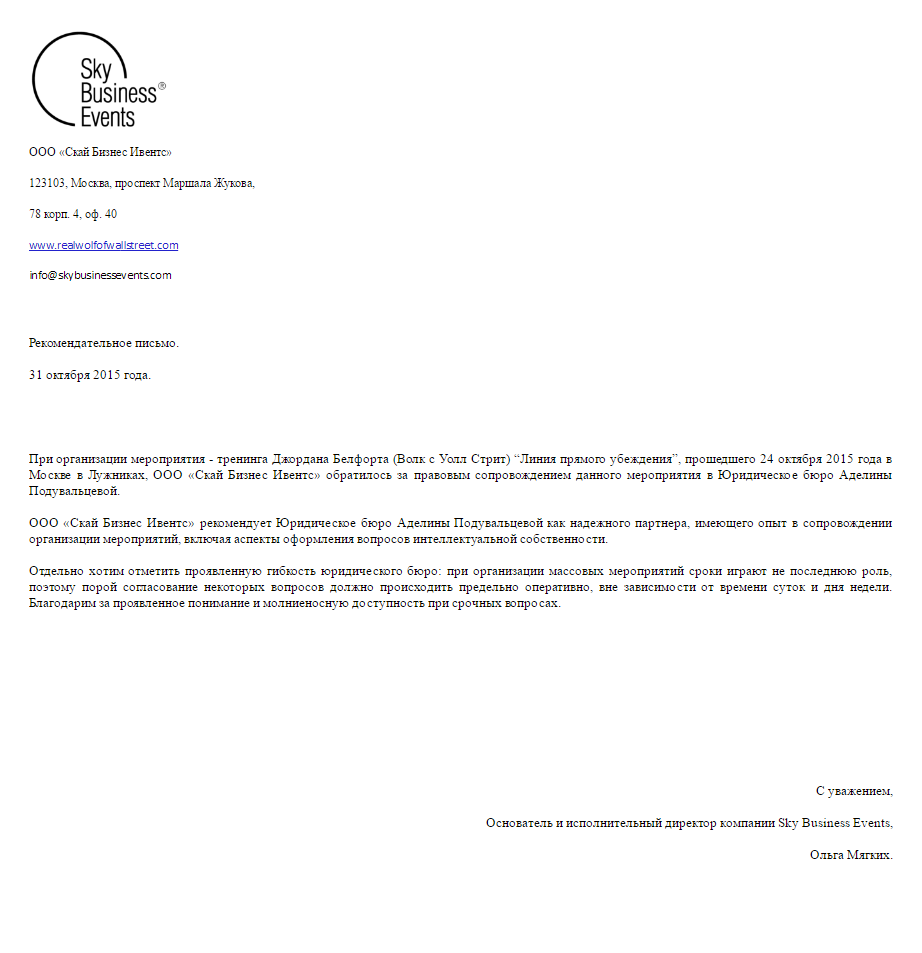 Sky
Business®
Events
ООО «Скай Бизнес Ивентс»
123103, Москва, проспект Маршала Жукова,
78 корп. 4, оф. 40
www.realwolfofwallstreet.com
info@skybusinessevents.com
Рекомендательное письмо.
31 октября 2015 года.
При организации мероприятия - тренинга Джордана Белфорта (Волк с Уолл Стрит) “Линия прямого убеждения”, прошедшего 24 октября 2015 года в
Москве в Лужниках, ООО «Скай Бизнес Ивентс» обратилось за правовым сопровождением данного мероприятия в Юридическое бюро Аделины
Подувальцевой.
ООО «Скай Бизнес Ивентс» рекомендует Юридическое бюро Аделины Подувальцевой как надежного партнера, имеющего опыт в сопровождении
организации мероприятий, включая аспекты оформления вопросов интеллектуальной собственности.
Отдельно хотим отметить проявленную гибкость юридического бюро: при организации массовых мероприятий сроки играют не последнюю роль,
поэтому порой согласование некоторых вопросов должно происходить предельно оперативно, вне зависимости от времени суток и дня недели.
Благодарим за проявленное понимание и молниеносную доступность при срочных вопросах.
С уважением,
Основатель и исполнительный директор компании Sky Business Events,
Ольга Мягких.